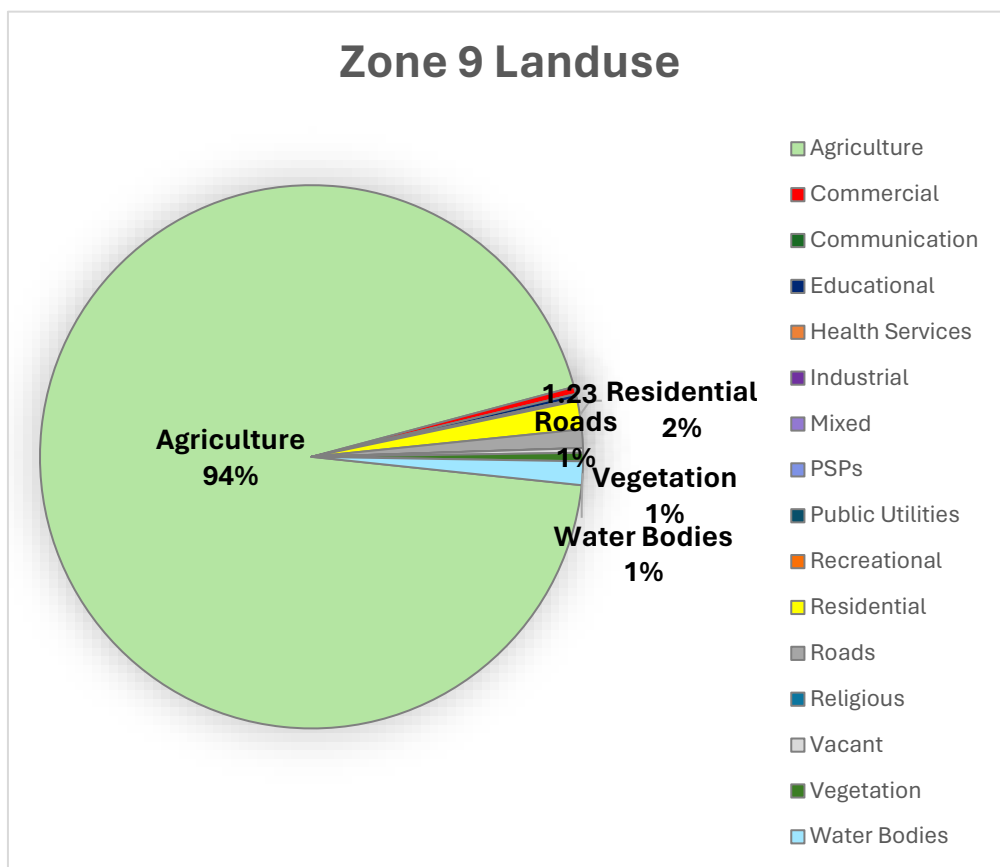 Zone 9 Landuse
Agriculture
94%
1.23
Residential
2%
Roads
1%
Vegetation
1%
Water Bodies
1%
Agriculture
Commercial
Communication
Educational
Health Services
Industrial
Mixed
PSPs
Public Utilities
Recreational
Residential
Roads
Religious
Vacant
Vegetation
Water Bodies